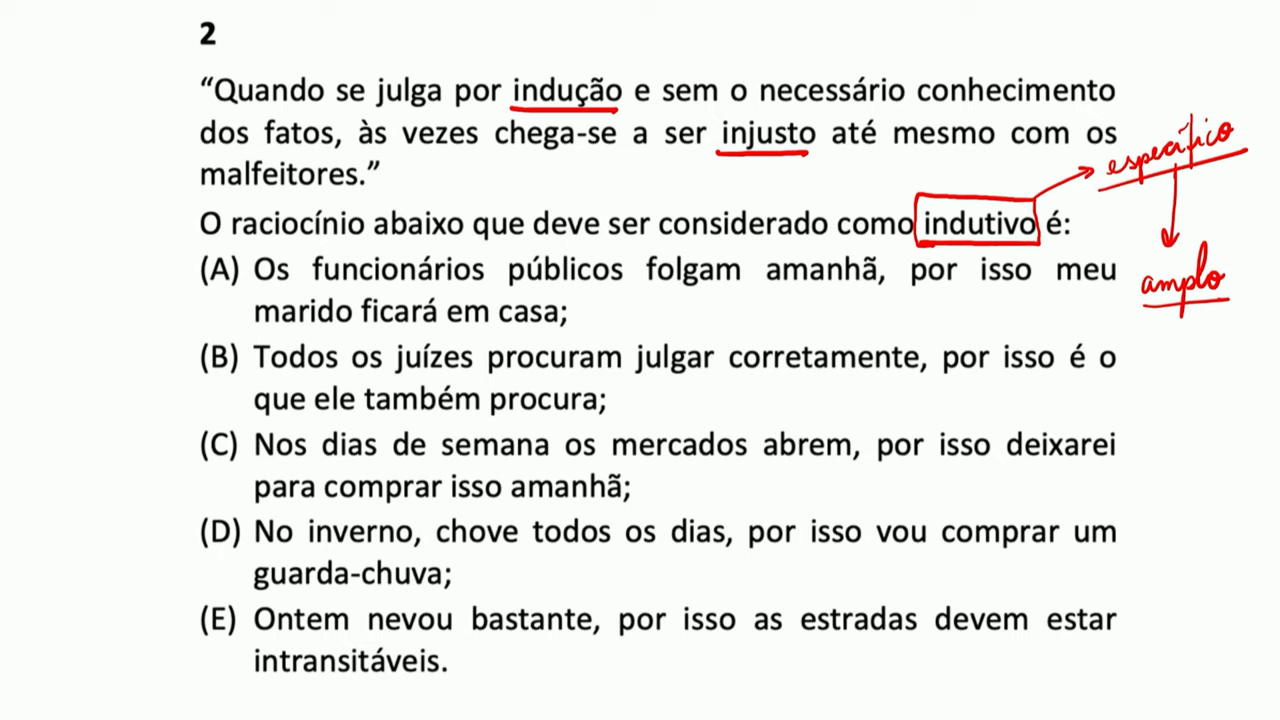 2
“Quando se julga por indução e sem o necessário conhecimento
dos fatos, às vezes chega-se a ser injusto até mesmo com os
malfeitores.”
O raciocínio abaixo que deve ser considerado como indutivo é:
(A) Os funcionários públicos folgam amanhã, por isso meu
marido ficará em casa;
(B) Todos os juízes procuram julgar corretamente, por isso é o
que ele também procura;
(C) Nos dias de semana os mercados abrem, por isso deixarei
para comprar isso amanhã;
(D) No inverno, chove todos os dias, por isso vou comprar um
guarda-chuva;
(E) Ontem nevou bastante, por isso as estradas devem estar
intransitáveis.
específico
amplo